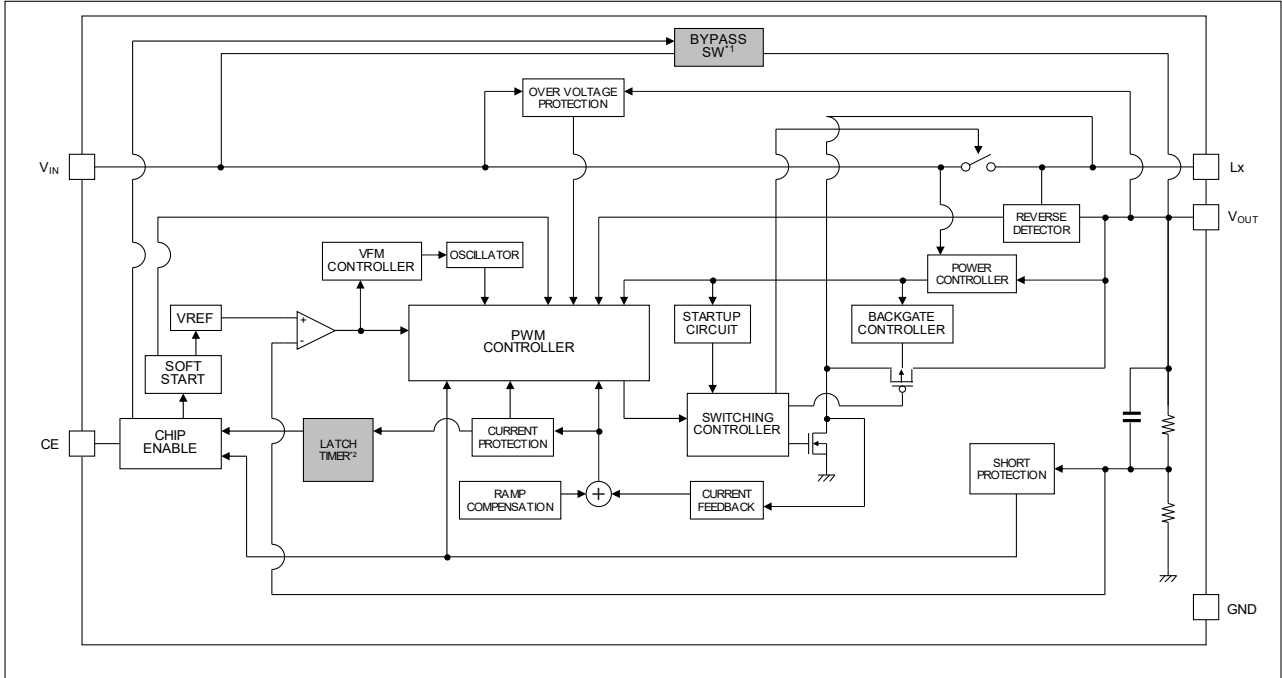 BYPASS
SW*1
OVER VOLTAGE
PROTECTION
VIN
Lx
REVERSE
DETECTOR
VOUT
VFM
CONTROLLER
OSCILLATOR
POWER
CONTROLLER
VREF
+
-
PWM
CONTROLLER
STARTUP
CIRCUIT
BACKGATE
CONTROLLER
SOFT
START
CE
CHIP
ENABLE
LATCH
TIMER*2
CURRENT
PROTECTION
SWITCHING
CONTROLLER
SHORT
PROTECTION
RAMP
COMPENSATION
+
CURRENT
FEEDBACK
GND